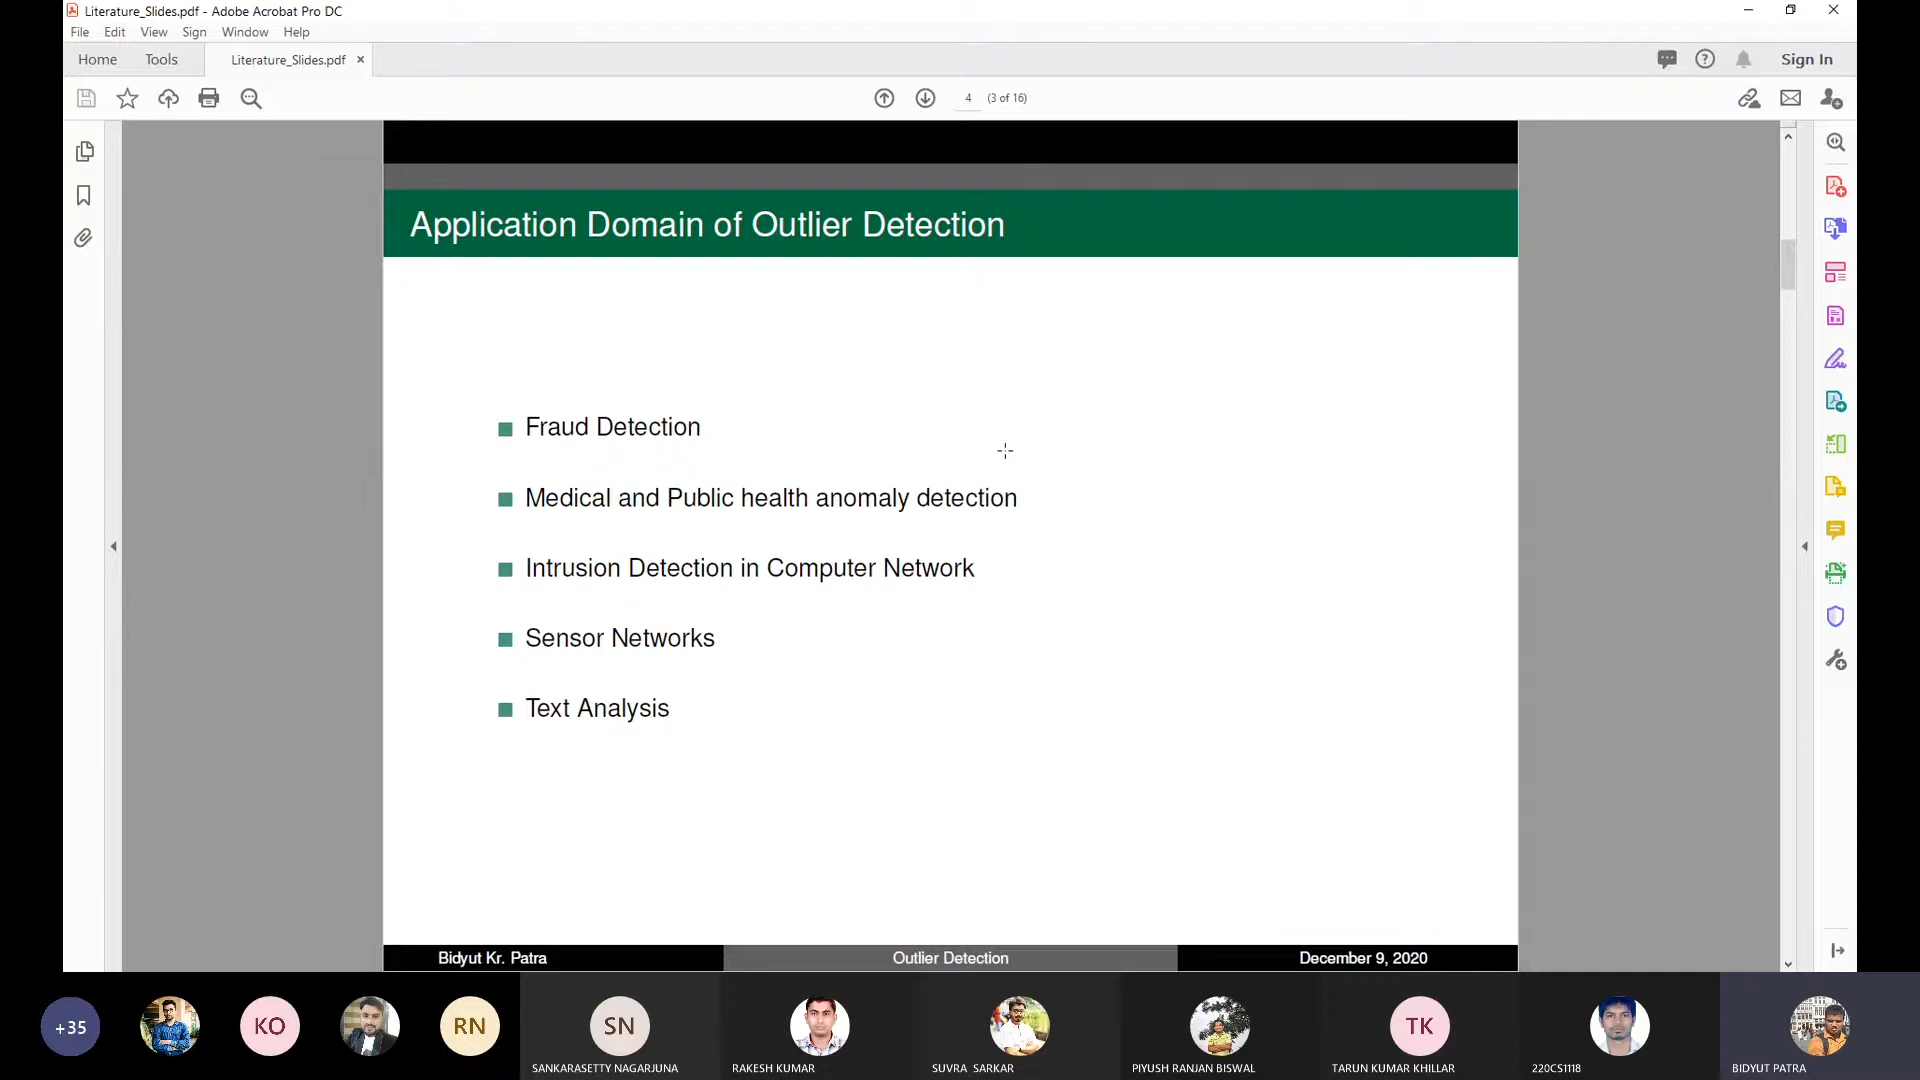 Literature_Slides.pdf - Adobe Acrobat Pro DC
File Edit View Sign Window Help
Home Tools Literature_Slides.pdf × Sign In
4 (3 of 16)
Application Domain of Outlier Detection
Fraud Detection
Medical and Public health anomaly detection
Intrusion Detection in Computer Network
Sensor Networks
Text Analysis
Bidyut Kr. Patra Outlier Detection December 9, 2020
+35 KO RN SN TK
SANKARASETTY NAGARJUNA RAKESH KUMAR SUVRA SARKAR PIYUSH RANJAN BISWAL TARUN KUMAR KHILLAR 220CS1118 BIDYUT PATRA